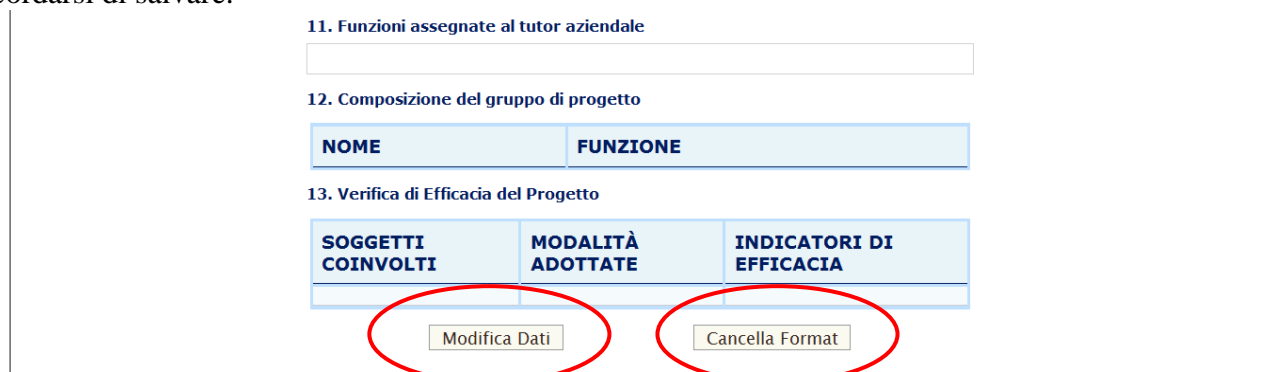 11. Funzioni assegnate al tutor aziendale
12. Composizione del gruppo di progetto
NOME FUNZIONE
13. Verifica di Efficacia del Progetto
SOGGETTI COINVOLTI MODALITÀ ADOTTATE INDICATORI DI EFFICACIA
Modifica Dati Cancella Format